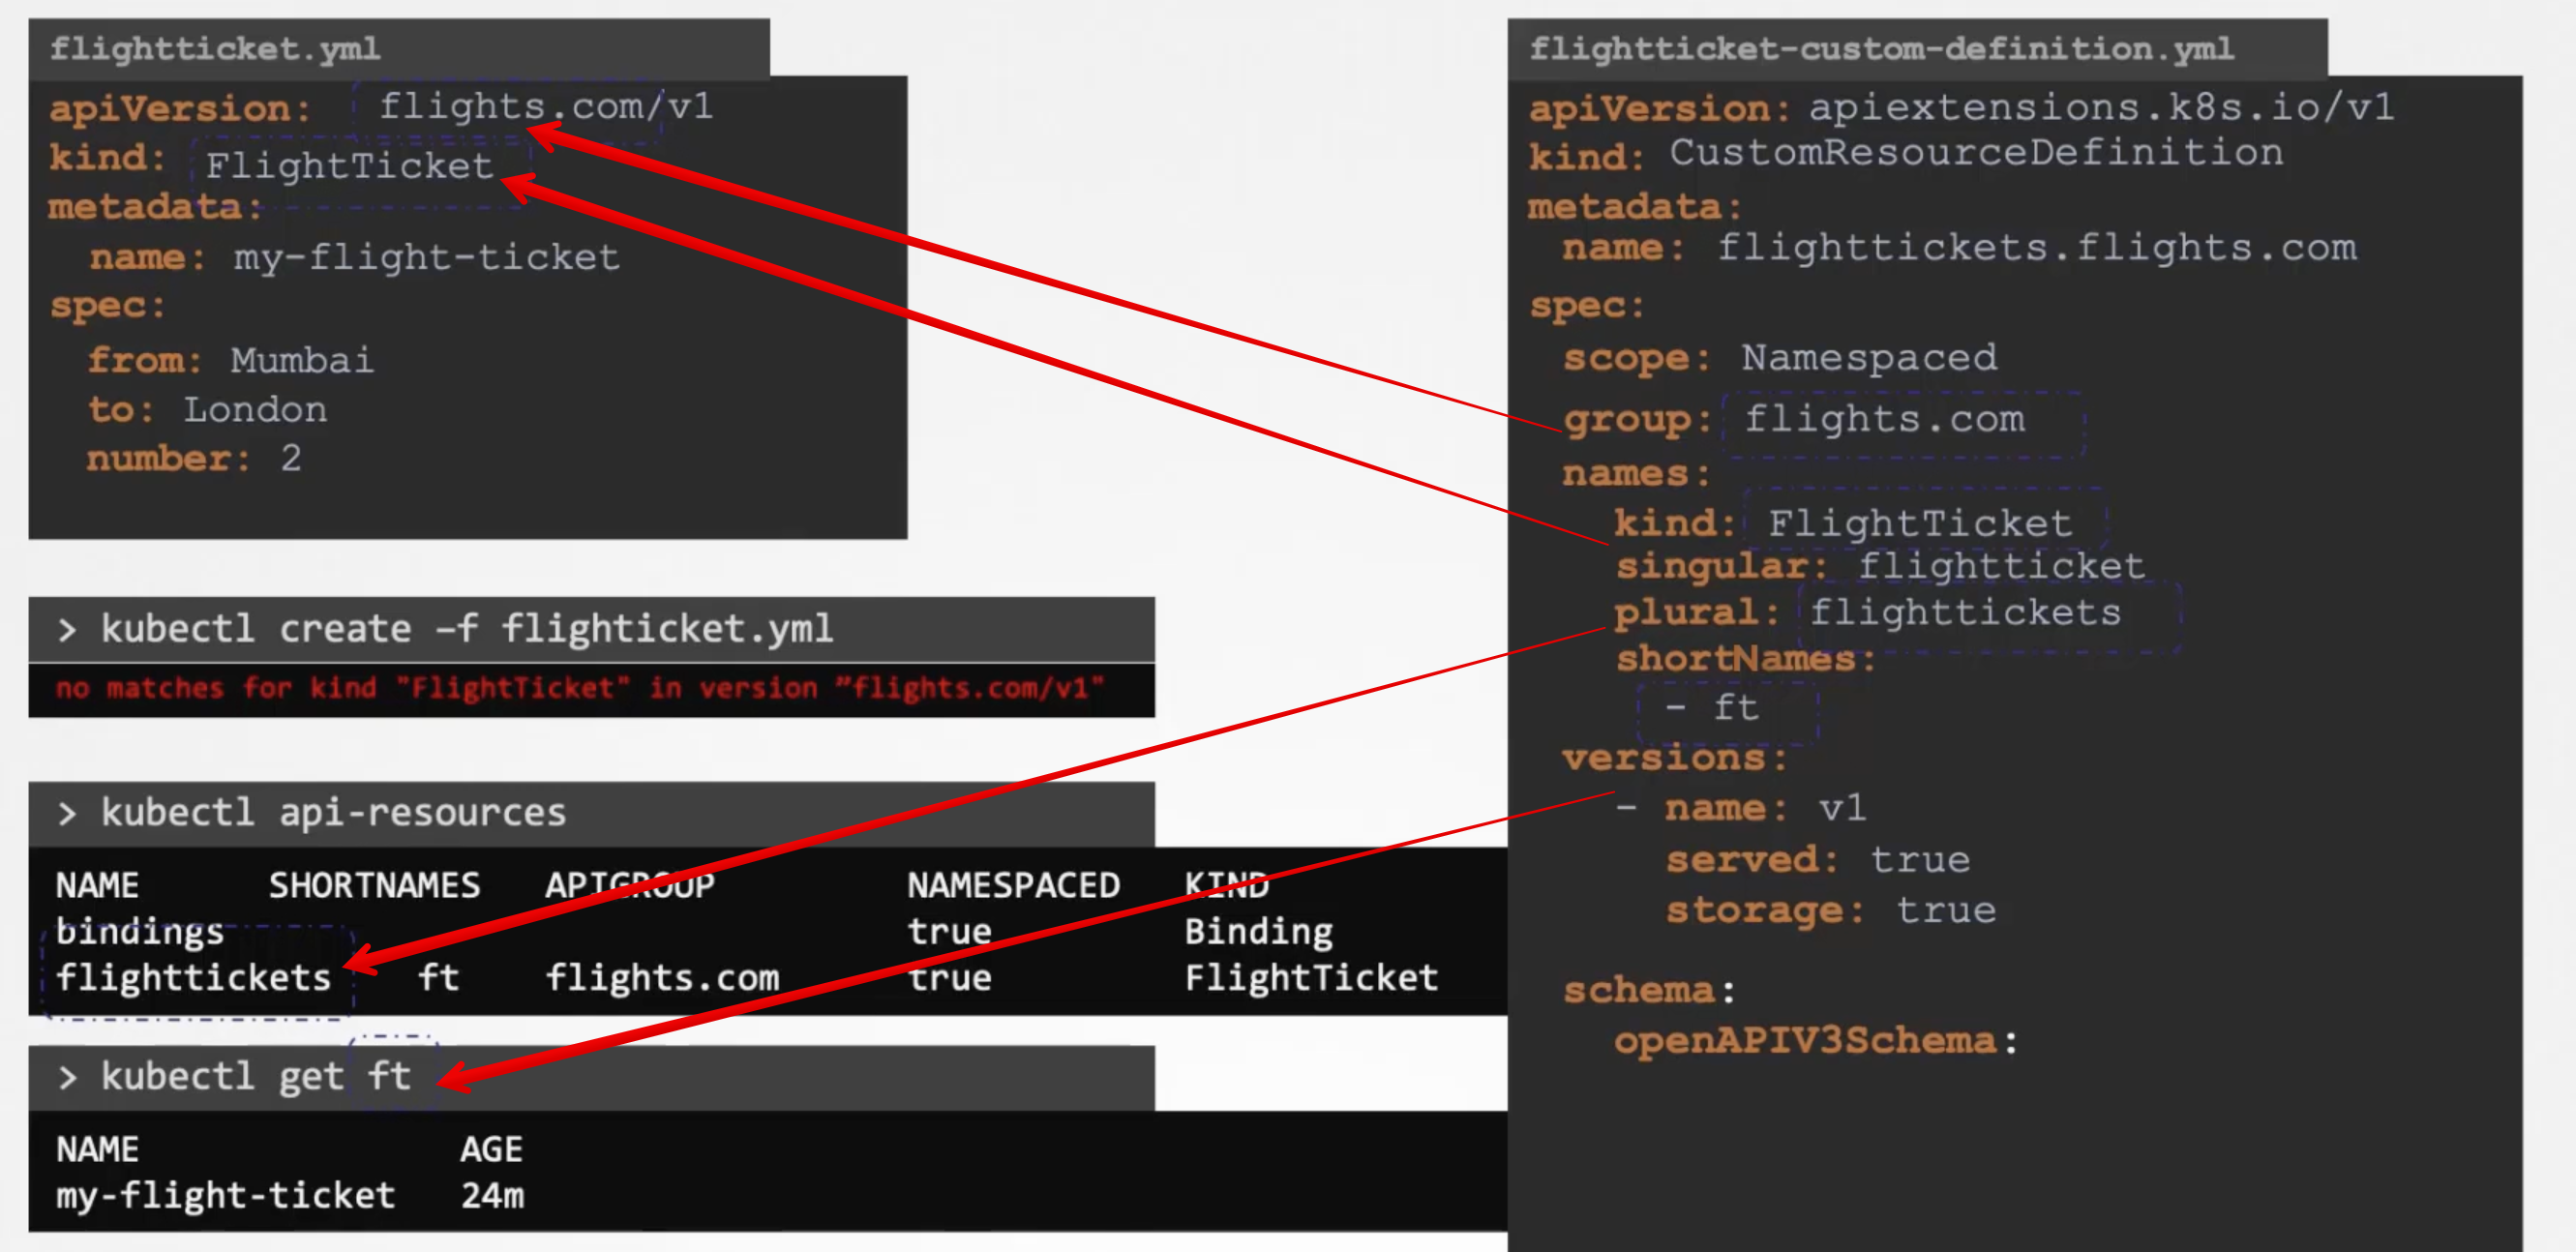 flightticket.yml
apiVersion: flights.com/v1
kind: FlightTicket
metadata:
  name: my-flight-ticket
spec:
  from: Mumbai
  to: London
  number: 2
> kubectl create –f flighticket.yml
no matches for kind "FlightTicket" in version ”flights.com/v1"
> kubectl api-resources
NAME SHORTNAMES APIGROUP NAMESPACED KIND
bindings true Binding
flighttickets ft flights.com true FlightTicket
> kubectl get ft
NAME AGE
my-flight-ticket 24m
flightticket-custom-definition.yml
apiVersion: apiextensions.k8s.io/v1
kind: CustomResourceDefinition
metadata:
  name: flighttickets.flights.com
spec:
  scope: Namespaced
  group: flights.com
  names:
    kind: FlightTicket
    singular: flightticket
    plural: flighttickets
    shortNames:
      - ft
  versions:
    - name: v1
      served: true
      storage: true
  schema:
    openAPIV3Schema: